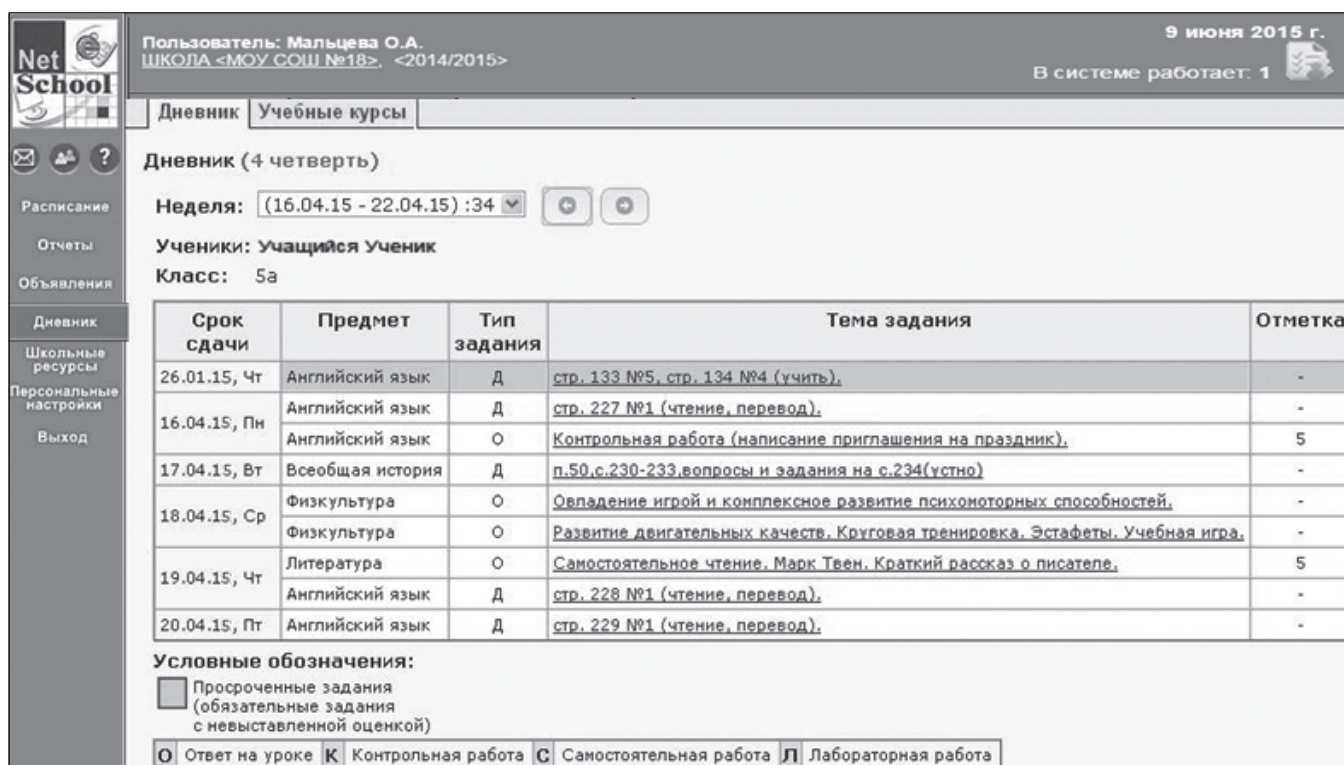 Net
School
Пользователь: Мальцева О.А.
ШКОЛА <МОУ СОШ №18>, <2014/2015>
9 июня 2015 г.
В системе работает: 1
Дневник Учебные курсы
?
Расписание
Отчеты
Объявления
Дневник
Школьные
ресурсы
Персональные
настройки
Выход
Дневник (4 четверть)
Неделя: (16.04.15 - 22.04.15) :34
Ученики: Учащийся Ученик
Класс: 5а
Срок сдачи Предмет Тип задания Тема задания Отметка
26.01.15, Чт Английский язык Д стр. 133 №5, стр. 134 №4 (учить). -
16.04.15, Пн Английский язык Д стр. 227 №1 (чтение, перевод). -
Английский язык О Контрольная работа (написание приглашения на праздник). 5
17.04.15, Вт Всеобщая история Д п.50,с.230-233,вопросы и задания на с.234(устно) -
18.04.15, Ср Физкультура О Овладение игрой и комплексное развитие психомоторных способностей. -
Физкультура О Развитие двигательных качеств. Круговая тренировка. Эстафеты. Учебная игра. -
19.04.15, Чт Литература О Самостоятельное чтение. Марк Твен. Краткий рассказ о писателе. 5
Английский язык Д стр. 228 №1 (чтение, перевод). -
20.04.15, Пт Английский язык Д стр. 229 №1 (чтение, перевод). -
Условные обозначения:
Просроченные задания
(обязательные задания
с невыставленной оценкой)
О Ответ на уроке К Контрольная работа С Самостоятельная работа Л Лабораторная работа